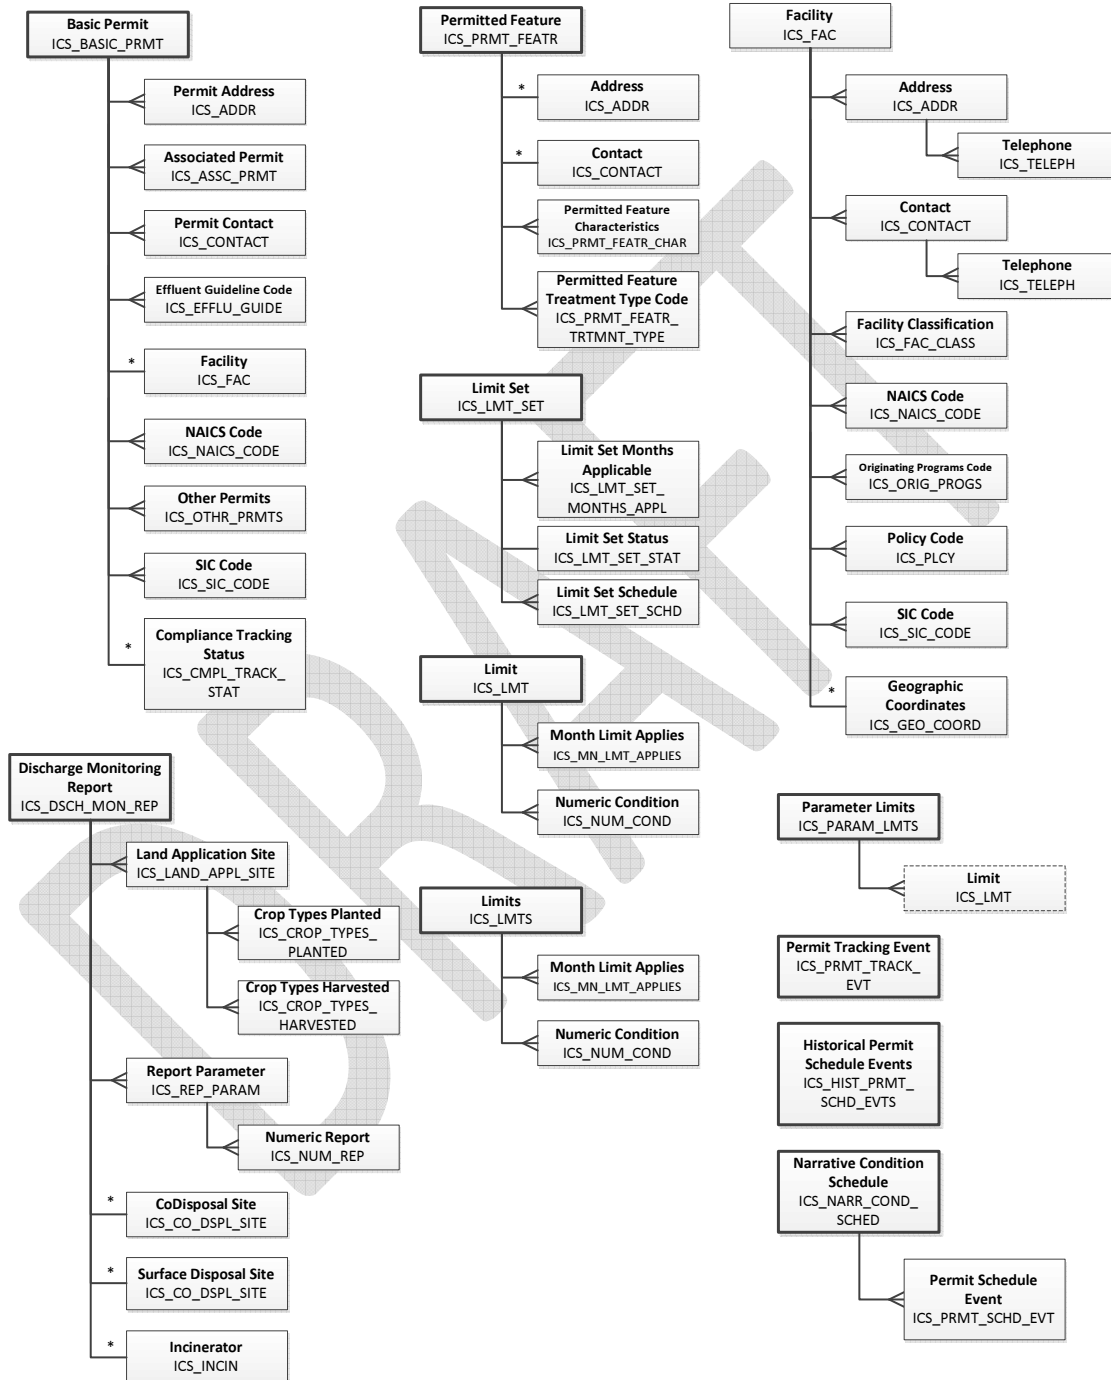 Basic Permit
ICS_BASIC_PRMT
Permit Address
ICS_ADDR
Associated Permit
ICS_ASSC_PRMT
Permit Contact
ICS_CONTACT
Effluent Guideline Code
ICS_EFFLU_GUIDE
*
Facility
ICS_FAC
NAICS Code
ICS_NAICS_CODE
Other Permits
ICS_OTHR_PRMTS
SIC Code
ICS_SIC_CODE
*
Compliance Tracking
Status
ICS_CMPL_TRACK_
STAT
Discharge Monitoring
Report
ICS_DSCH_MON_REP
Land Application Site
ICS_LAND_APPL_SITE
Crop Types Planted
ICS_CROP_TYPES_
PLANTED
Crop Types Harvested
ICS_CROP_TYPES_
HARVESTED
Report Parameter
ICS_REP_PARAM
Numeric Report
ICS_NUM_REP
*
CoDisposal Site
ICS_CO_DSPL_SITE
*
Surface Disposal Site
ICS_CO_DSPL_SITE
*
Incinerator
ICS_INCIN
Permitted Feature
ICS_PRMT_FEATR
*
Address
ICS_ADDR
*
Contact
ICS_CONTACT
Permitted Feature
Characteristics
ICS_PRMT_FEATR_CHAR
Permitted Feature
Treatment Type Code
ICS_PRMT_FEATR_
TRTMNT_TYPE
Limit Set
ICS_LMT_SET
Limit Set Months
Applicable
ICS_LMT_SET_
MONTHS_APPL
Limit Set Status
ICS_LMT_SET_STAT
Limit Set Schedule
ICS_LMT_SET_SCHD
Limit
ICS_LMT
Month Limit Applies
ICS_MN_LMT_APPLIES
Numeric Condition
ICS_NUM_COND
Limits
ICS_LMTS
Month Limit Applies
ICS_MN_LMT_APPLIES
Numeric Condition
ICS_NUM_COND
Facility
ICS_FAC
Address
ICS_ADDR
Telephone
ICS_TELEPH
Contact
ICS_CONTACT
Telephone
ICS_TELEPH
Facility Classification
ICS_FAC_CLASS
NAICS Code
ICS_NAICS_CODE
Originating Programs Code
ICS_ORIG_PROGS
Policy Code
ICS_PLCY
SIC Code
ICS_SIC_CODE
*
Geographic
Coordinates
ICS_GEO_COORD
Parameter Limits
ICS_PARAM_LMTS
Limit
ICS_LMT
Permit Tracking Event
ICS_PRMT_TRACK_
EVT
Historical Permit
Schedule Events
ICS_HIST_PRMT_
SCHD_EVTS
Narrative Condition
Schedule
ICS_NARR_COND_
SCHED
Permit Schedule
Event
ICS_PRMT_SCHD_EVT
DRAFT